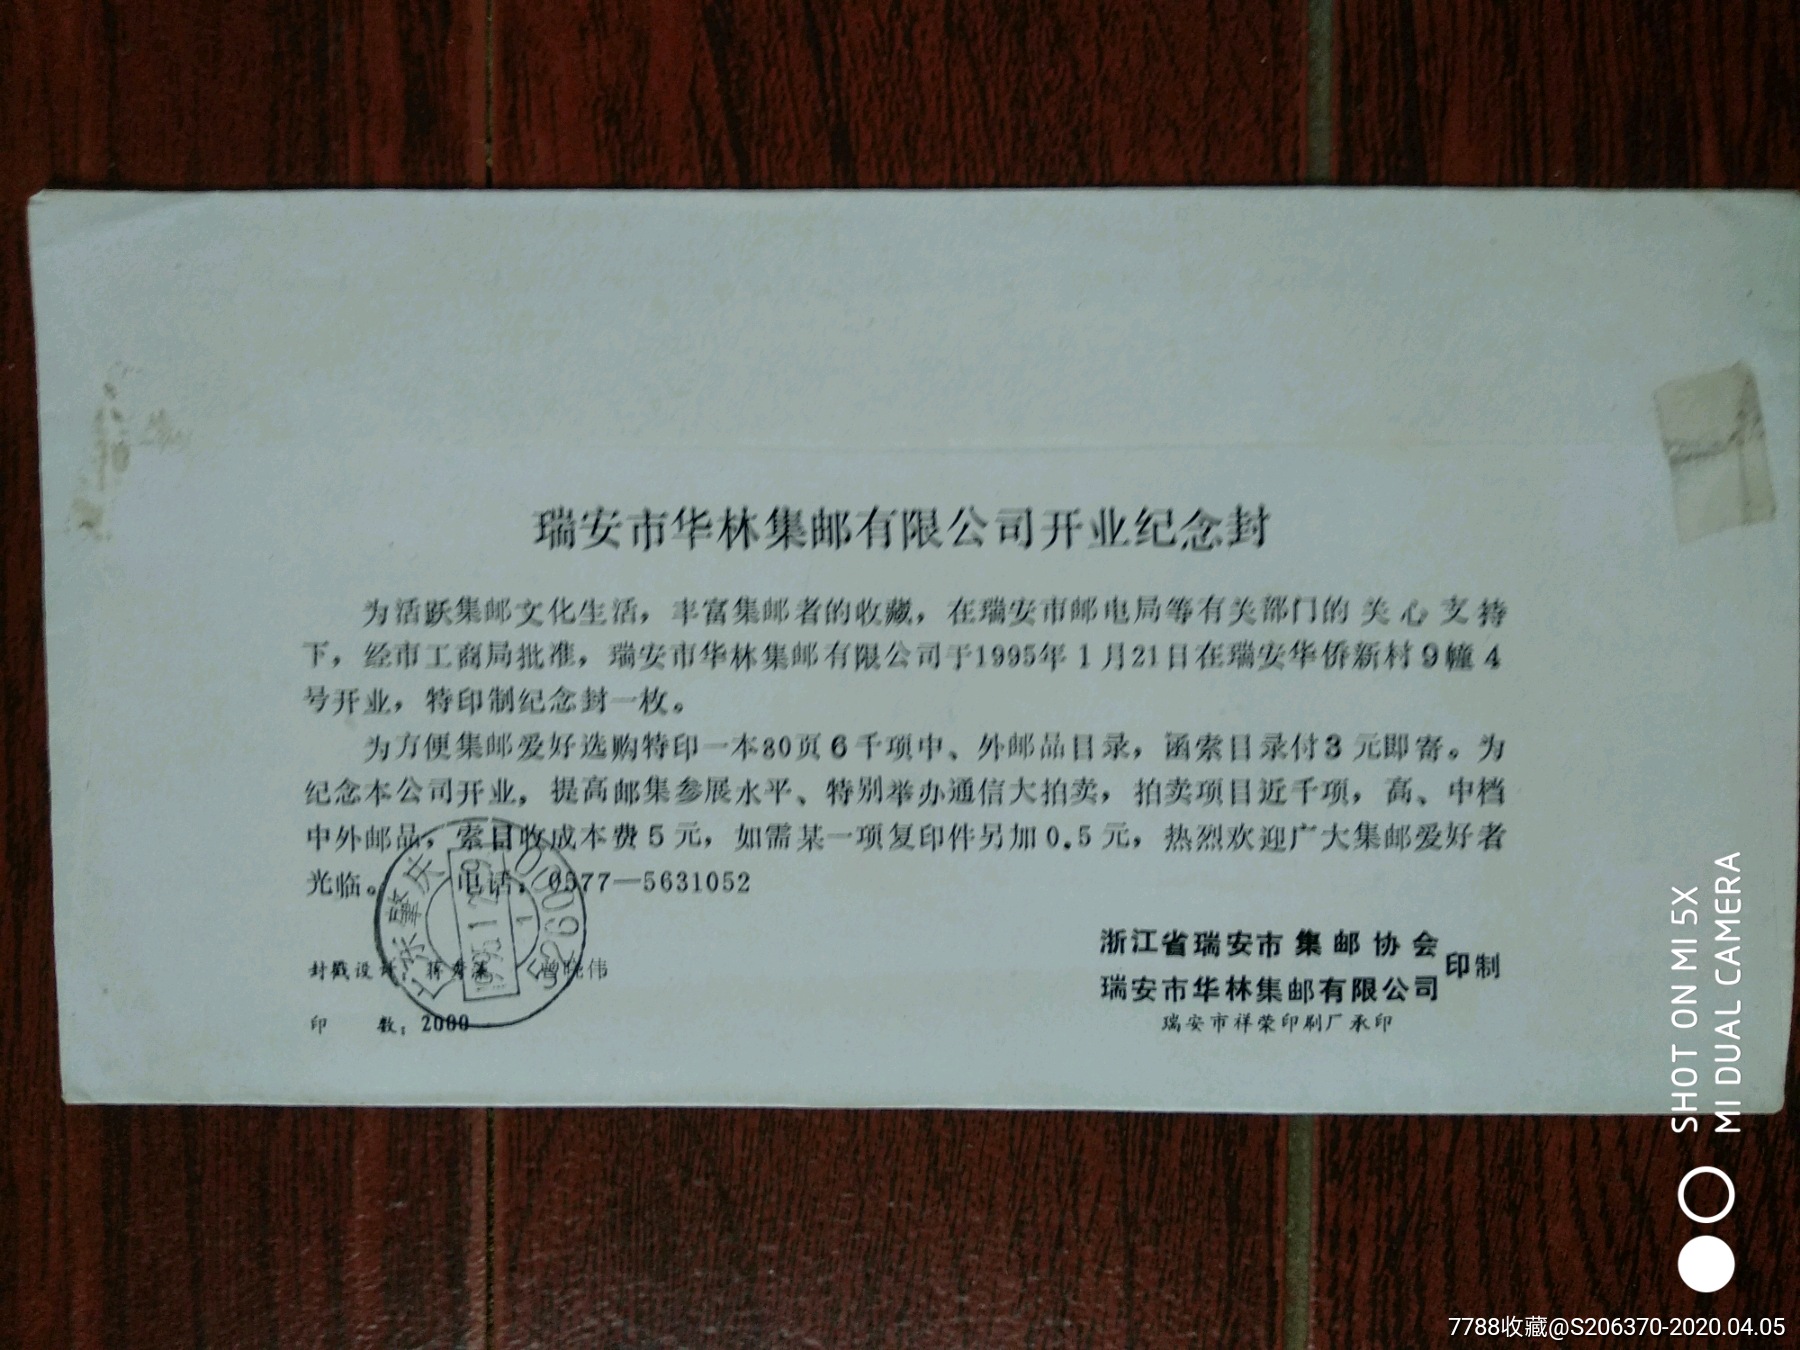 瑞安市华林集邮有限公司开业纪念封
为活跃集邮文化生活，丰富集邮者的收藏，在瑞安市邮电局等有关部门的关心支持
下，经市工商局批准，瑞安市华林集邮有限公司于1995年1月21日在瑞安华侨新村9幢4
号开业，特印制纪念封一枚。
为方便集邮爱好选购特印一本80页6千项中、外邮品目录，函索目录付3元即寄。为
纪念本公司开业，提高邮集参展水平、特别举办通信大拍卖，拍卖项目近千项，高、中档
中外邮品，索目收成本费5元，如需某一项复印件另加0.5元，热烈欢迎广大集邮爱好者
光临。 电话：0577—5631052
封戳设计：蒋 曾晓伟
印 数：2000
浙江省瑞安市集邮协会
瑞安市华林集邮有限公司
印制
瑞安市祥荣印刷厂承印
SHOT ON MI 5X
MI DUAL CAMERA
7788收藏@S206370-2020.04.05